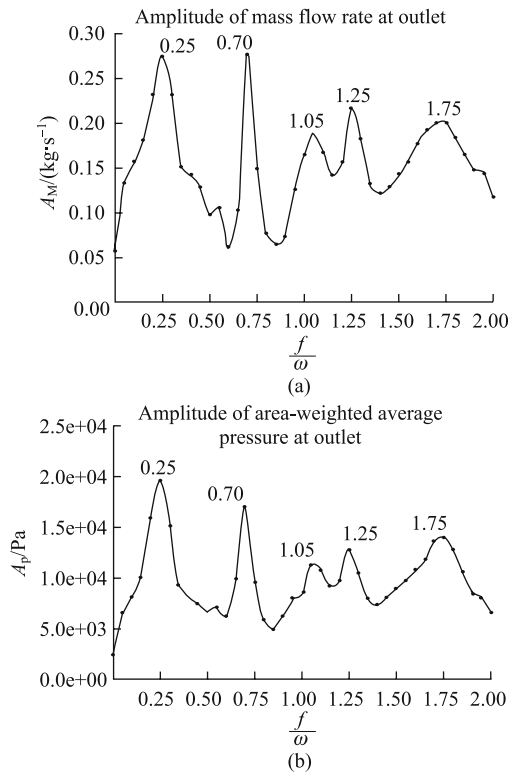 Amplitude of mass flow rate at outlet
0.30
0.25
0.20
0.15
0.10
0.05
0.00
A_M/(kg·s⁻¹)
0.25
0.70
1.05
1.25
1.75
0.25 0.50 0.75 1.00 1.25 1.50 1.75 2.00
f
ω
(a)
Amplitude of area-weighted average
pressure at outlet
2.5e+04
2.0e+04
1.5e+04
1.0e+04
5.0e+03
0.0e+00
A_p/Pa
0.25
0.70
1.05
1.25
1.75
0.25 0.50 0.75 1.00 1.25 1.50 1.75 2.00
f
ω
(b)